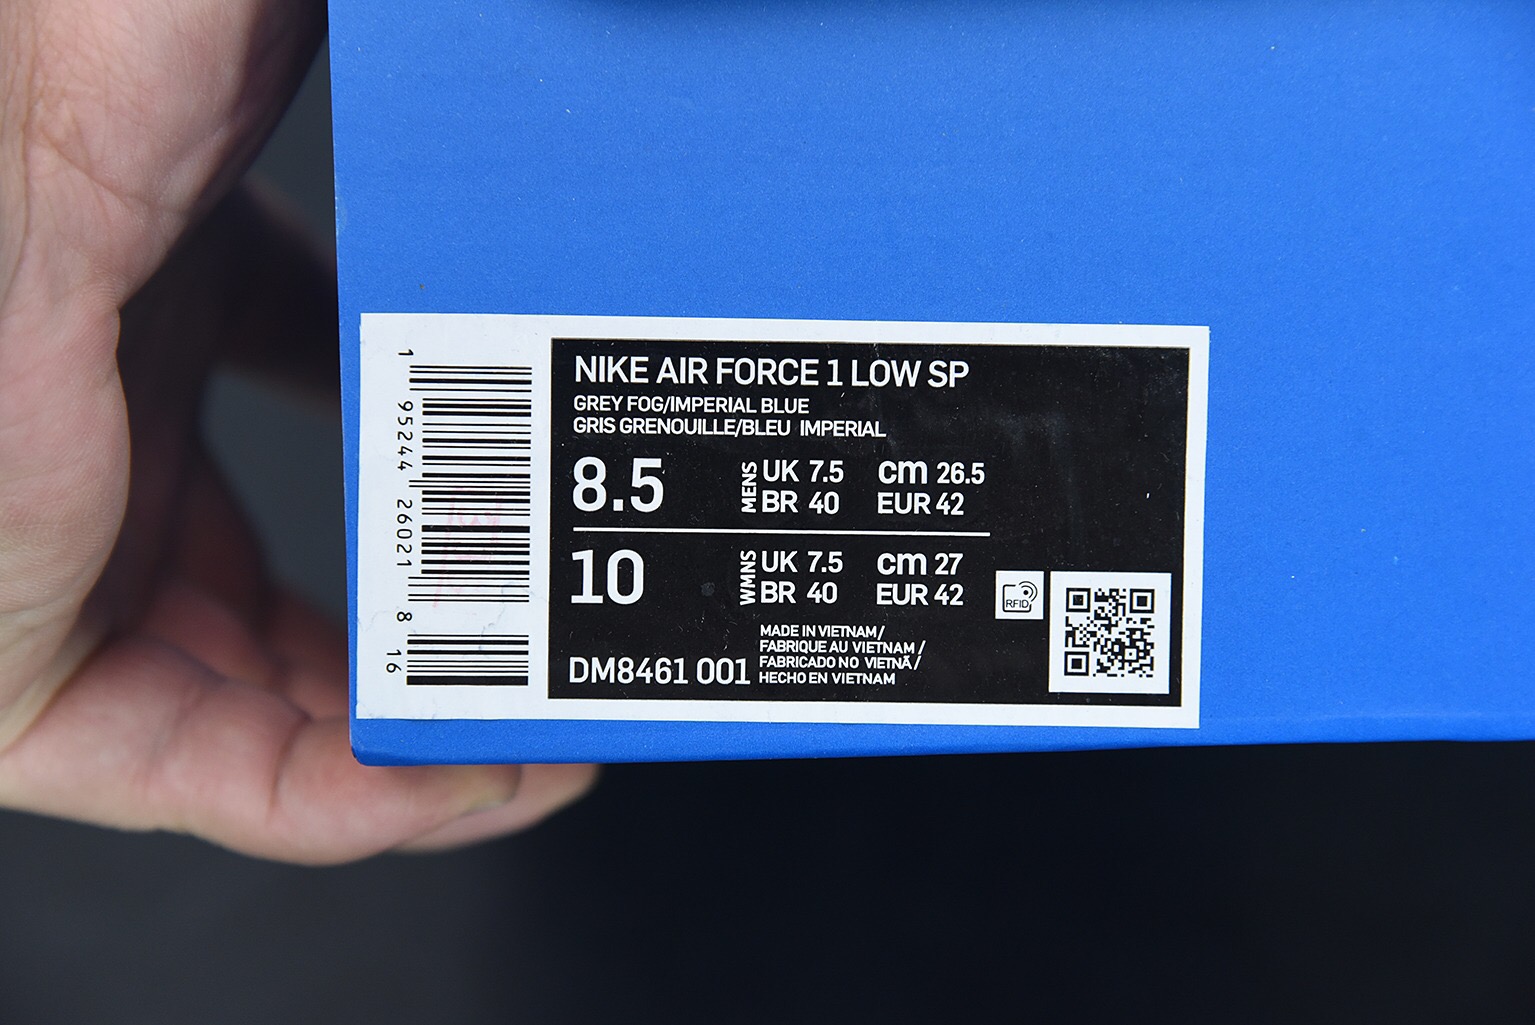 1 95244 26021 8 16
NIKE AIR FORCE 1 LOW SP
GREY FOG/IMPERIAL BLUE
GRIS GRENOUILLE/BLEU IMPERIAL
8.5 MENS UK 7.5 cm 26.5
BR 40 EUR 42
10 WMNS UK 7.5 cm 27
BR 40 EUR 42
RFID
DM8461 001
MADE IN VIETNAM/
FABRIQUE AU VIETNAM/
FABRICADO NO VIETNÃ/
HECHO EN VIETNAM